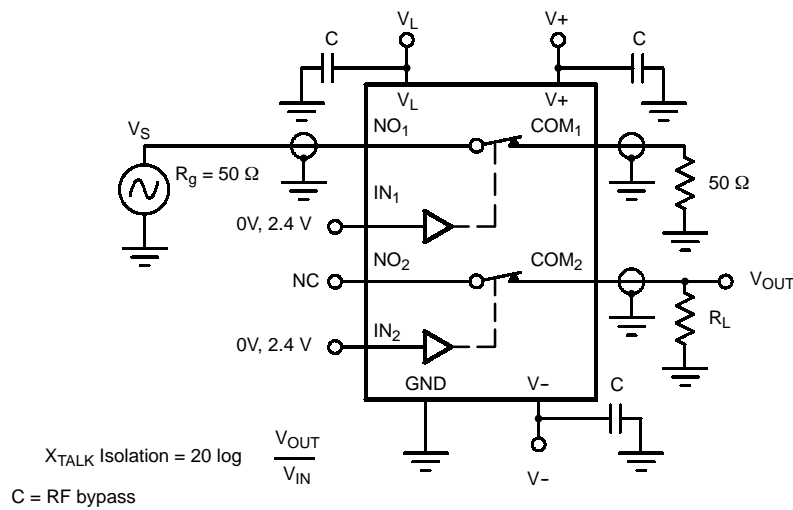 V_L V+
C C
V_L V+
V_S NO_1 COM_1
R_g = 50 Ω 50 Ω
IN_1
0V, 2.4 V
NO_2 COM_2
NC V_OUT
R_L
IN_2
0V, 2.4 V
GND V− C
X_TALK Isolation = 20 log V_OUT
V_IN
V−
C = RF bypass